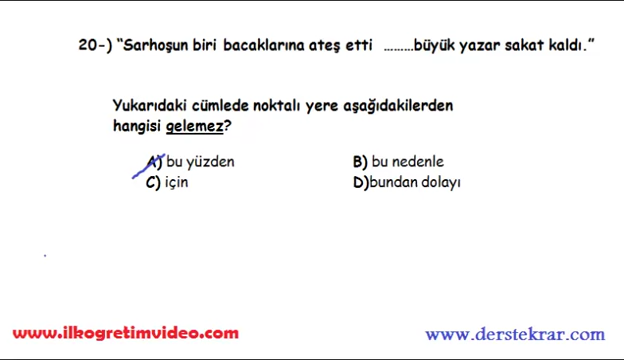 20-) “Sarhoşun biri bacaklarına ateş etti ………büyük yazar sakat kaldı.”
Yukarıdaki cümlede noktalı yere aşağıdakilerden
hangisi gelemez?
A) bu yüzden B) bu nedenle
C) için D)bundan dolayı
www.ilkogretimvideo.com www.derstekrar.com